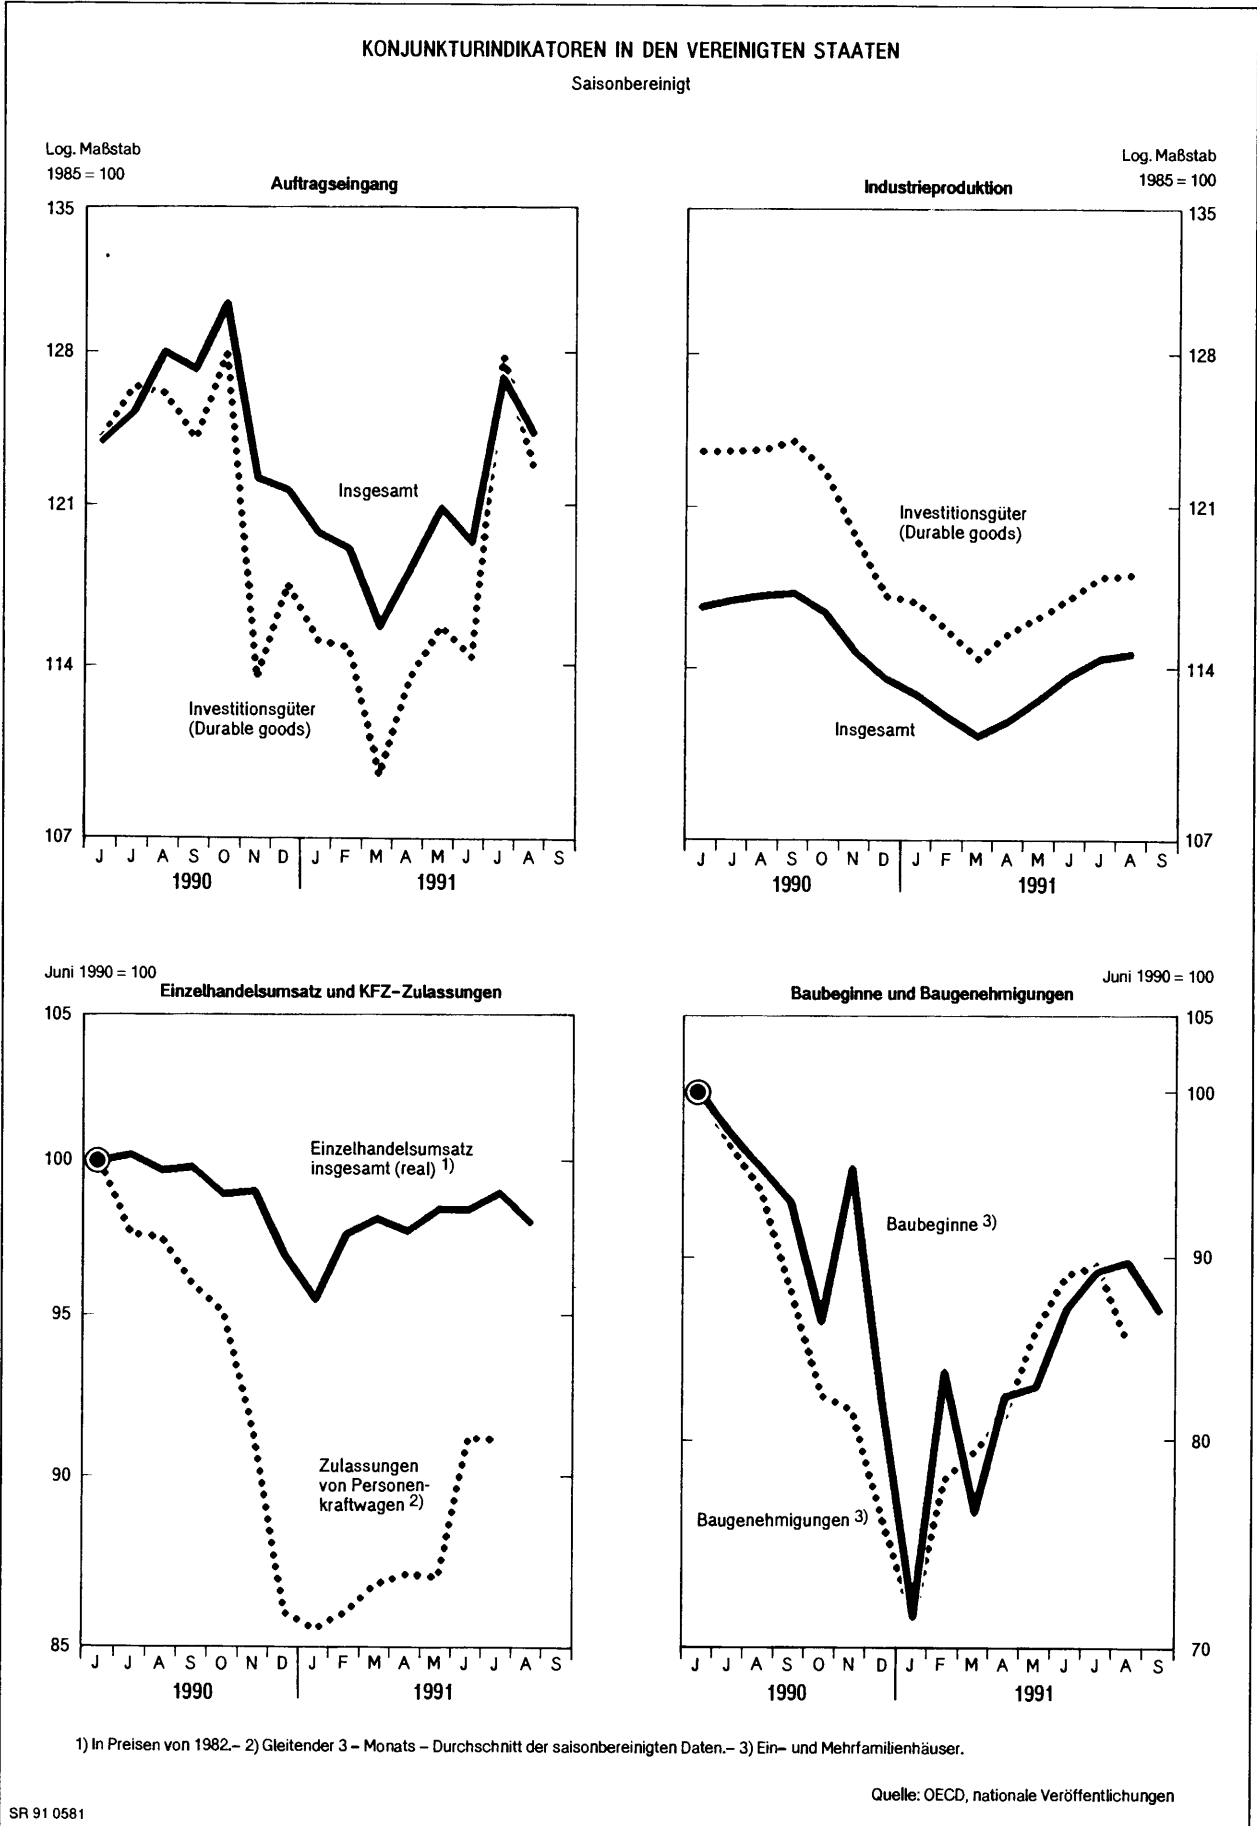 KONJUNKTURINDIKATOREN IN DEN VEREINIGTEN STAATEN
Saisonbereinigt
Log. Maßstab
1985 = 100
Auftragseingang
135
128
121
114
107
Insgesamt
Investitionsgüter
(Durable goods)
J J A S O N D J F M A M J J A S
1990 1991
Log. Maßstab
1985 = 100
Industrieproduktion
135
128
121
114
107
Investitionsgüter
(Durable goods)
Insgesamt
J J A S O N D J F M A M J J A S
1990 1991
Juni 1990 = 100
Einzelhandelsumsatz und KFZ-Zulassungen
105
100
95
90
85
Einzelhandelsumsatz
insgesamt (real) 1)
Zulassungen
von Personen-
kraftwagen 2)
J J A S O N D J F M A M J J A S
1990 1991
Juni 1990 = 100
Baubeginne und Baugenehmigungen
105
100
90
80
70
Baubeginne 3)
Baugenehmigungen 3)
J J A S O N D J F M A M J J A S
1990 1991
1) In Preisen von 1982.– 2) Gleitender 3 – Monats – Durchschnitt der saisonbereinigten Daten.– 3) Ein– und Mehrfamilienhäuser.
Quelle: OECD, nationale Veröffentlichungen
SR 91 0581